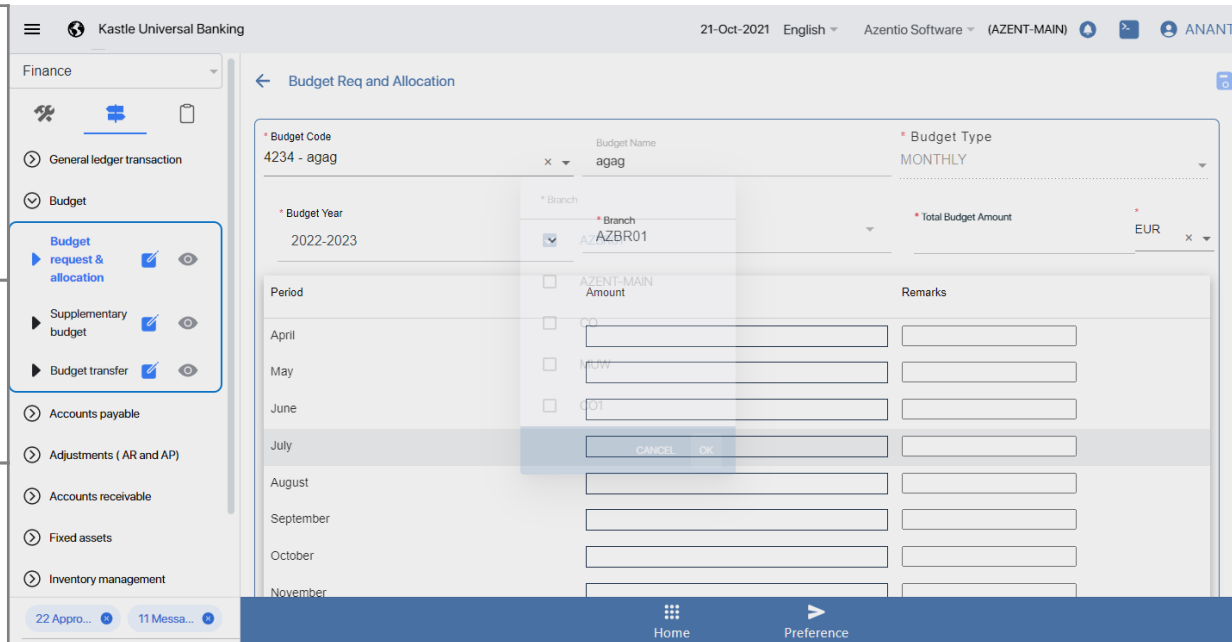 Kastle Universal Banking
21-Oct-2021 English Azentio Software (AZENT-MAIN) ANANT
Finance
Budget Req and Allocation
General ledger transaction
Budget
Budget request & allocation
Supplementary budget
Budget transfer
Accounts payable
Adjustments ( AR and AP)
Accounts receivable
Fixed assets
Inventory management
22 Appro... 11 Messa...
* Budget Code
4234 - agag ×
Budget Name
agag
* Budget Type
MONTHLY
* Budget Year
2022-2023
* Branch
AZBR01
* Total Budget Amount
*
EUR ×
* Branch
AZBR01
AZENT-MAIN
CO
MUW
CO1
CANCEL OK
Period Amount Remarks
April
May
June
July
August
September
October
November
Home Preference